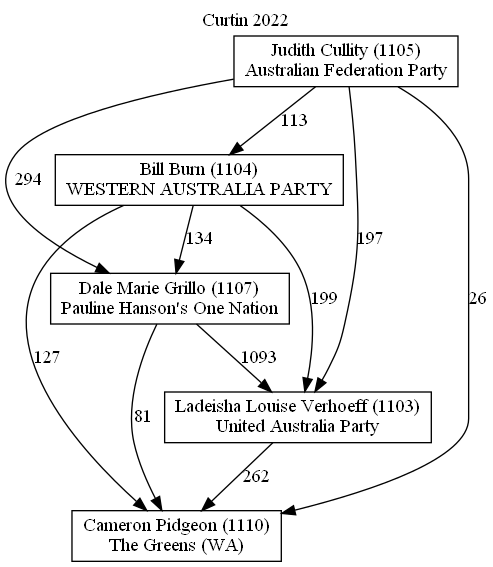 Curtin 2022
Judith Cullity (1105)
Australian Federation Party
113
Bill Burn (1104)
WESTERN AUSTRALIA PARTY
294
134
197
Dale Marie Grillo (1107)
Pauline Hanson's One Nation
199
26
127
1093
Ladeisha Louise Verhoeff (1103)
United Australia Party
81
262
Cameron Pidgeon (1110)
The Greens (WA)